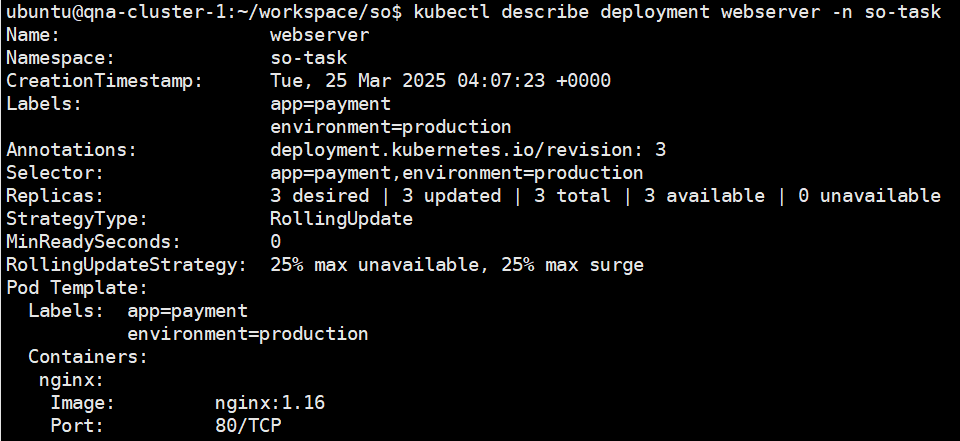 ubuntu@qna-cluster-1:~/workspace/so$ kubectl describe deployment webserver -n so-task
Name:                   webserver
Namespace:              so-task
CreationTimestamp:      Tue, 25 Mar 2025 04:07:23 +0000
Labels:                 app=payment
                        environment=production
Annotations:            deployment.kubernetes.io/revision: 3
Selector:               app=payment,environment=production
Replicas:               3 desired | 3 updated | 3 total | 3 available | 0 unavailable
StrategyType:           RollingUpdate
MinReadySeconds:        0
RollingUpdateStrategy:  25% max unavailable, 25% max surge
Pod Template:
  Labels:  app=payment
           environment=production
  Containers:
   nginx:
    Image:         nginx:1.16
    Port:          80/TCP